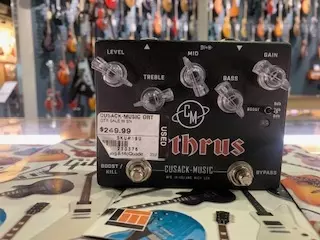 LEVEL
MID
GAIN
TREBLE
BASS
CUSACK-MUSIC ORT
$249.99
USED
CM
BOOST
thrus
CUSACK-MUSIC
BOOST/
KILL
BYPASS